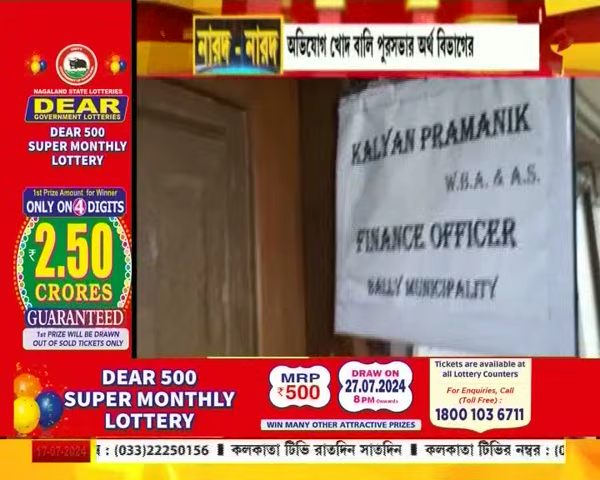 নারদ - নারদ
অভিযোগ খোদ বালি পুরসভার অর্থ বিভাগের
NAGALAND STATE LOTTERIES
DEAR
GOVERNMENT LOTTERIES
DEAR 500
SUPER MONTHLY
LOTTERY
1st Prize Amount for Winner
ONLY ON 4 DIGITS
₹2.50
CRORES
GUARANTEED
1st PRIZE WILL BE DRAWN
OUT OF SOLD TICKETS ONLY
KALYAN PRAMANIK
W.B.A. & A.S.
FINANCE OFFICER
BALLY MUNICIPALITY
DEAR 500
SUPER MONTHLY
LOTTERY
MRP
₹500
DRAW ON
27.07.2024
8 PM Onwards
WIN MANY OTHER ATTRACTIVE PRIZES
Tickets are available at
all Lottery Counters
For Enquiries, Call
(Toll Free) :
1800 103 6711
17-07-2024 : (033)22250156 কলকাতা টিভি রাতদিন সাতদিন কলকাতা টিভির নম্বর : (0